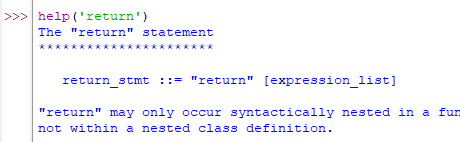 >>> help('return')
The "return" statement
**********************
return_stmt ::= "return" [expression_list]
"return" may only occur syntactically nested in a
not within a nested class definition.